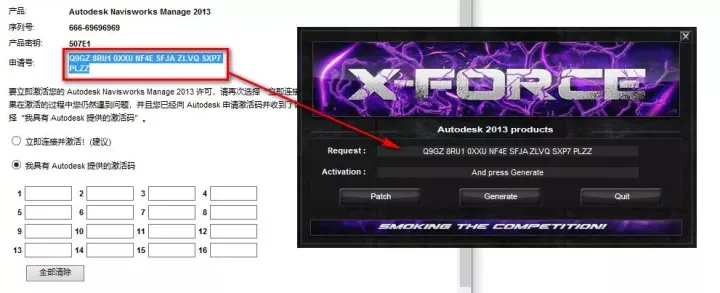 产品: Autodesk Navisworks Manage 2013
序列号: 666-69696969
产品密钥: 507E1
申请号: Q9GZ 8RU1 0XXU NF4E SFJA ZLVQ SXP7
PLZZ
要立即激活您的 Autodesk Navisworks Manage 2013 许可，请再次选择“立即连接
果在激活的过程中您仍然遇到问题，并且您已经向 Autodesk 申请激活码并收到了
择“我具有 Autodesk 提供的激活码”。
立即连接并激活! (建议)
我具有 Autodesk 提供的激活码
1 2 3 4
5 6 7 8
9 10 11 12
13 14 15 16
全部清除
X-FORCE
Autodesk 2013 products
Request : Q9GZ 8RU1 0XXU NF4E SFJA ZLVQ SXP7 PLZZ
Activation : And press Generate
Patch Generate Quit
SMOKING THE COMPETITION!